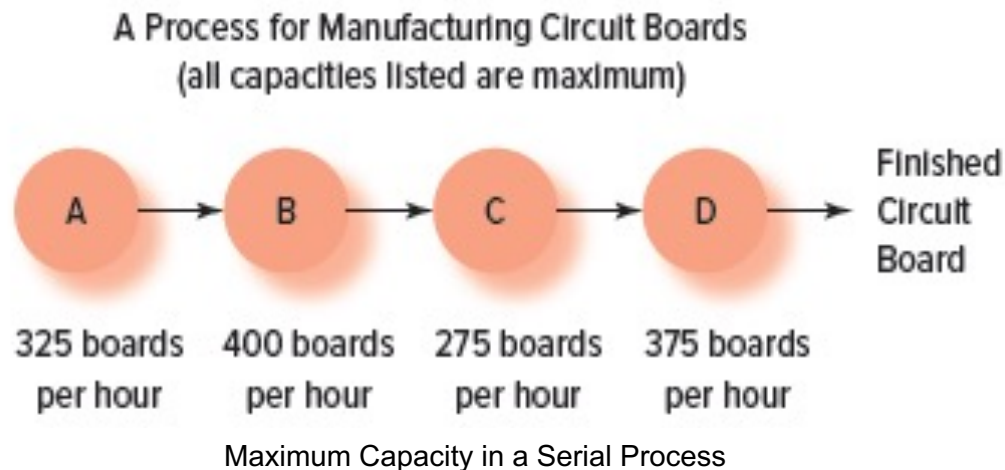 A Process for Manufacturing Circuit Boards
(all capacities listed are maximum)
A
B
C
D
Finished
Circuit
Board
325 boards
per hour
400 boards
per hour
275 boards
per hour
375 boards
per hour
Maximum Capacity in a Serial Process